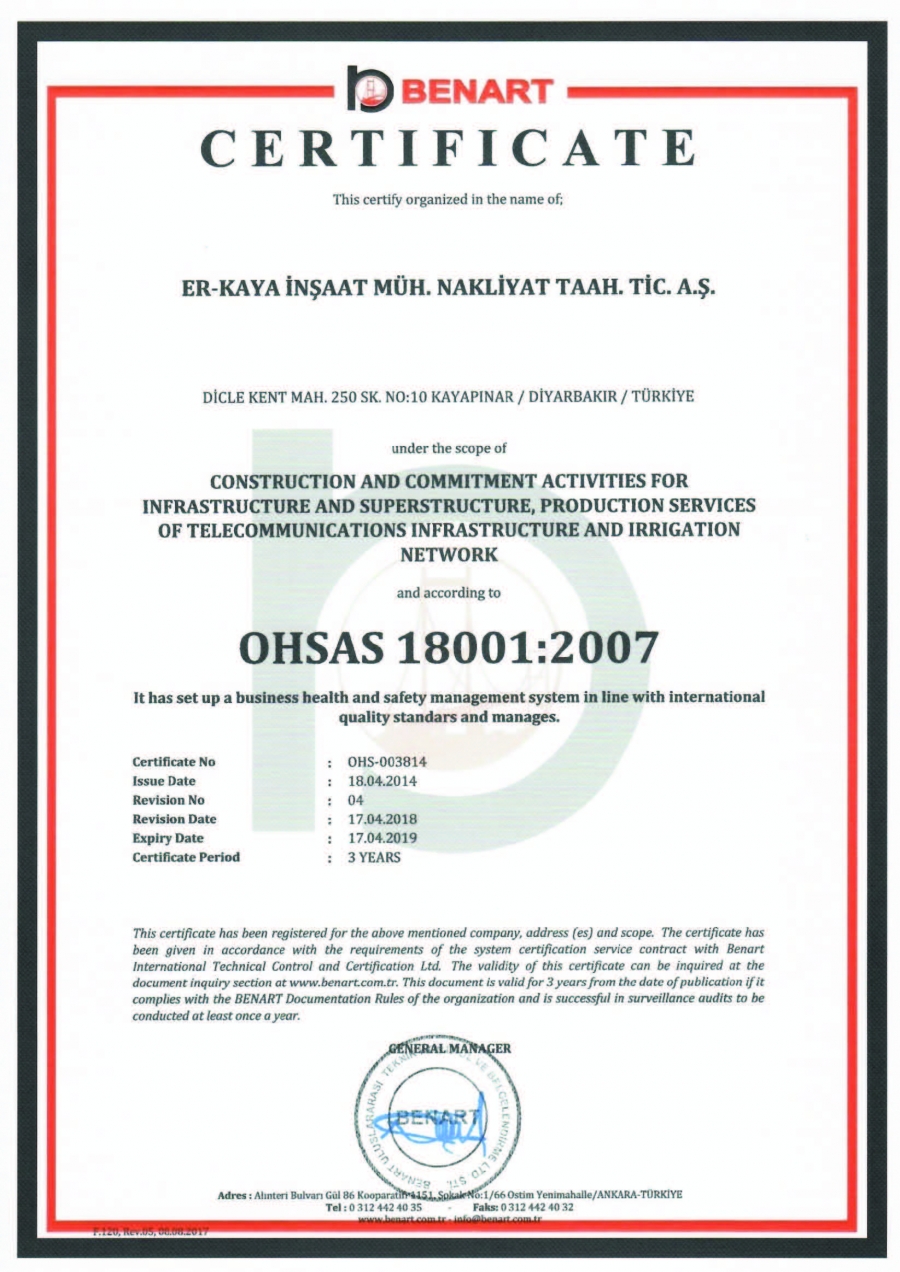 BENART
CERTIFICATE
This certify organized in the name of;
ER-KAYA İNŞAAT MÜH. NAKLİYAT TAAH. TİC. A.Ş.
DİCLE KENT MAH. 250 SK. NO:10 KAYAPINAR / DİYARBAKIR / TÜRKİYE
under the scope of
CONSTRUCTION AND COMMITMENT ACTIVITIES FOR
INFRASTRUCTURE AND SUPERSTRUCTURE, PRODUCTION SERVICES
OF TELECOMMUNICATIONS INFRASTRUCTURE AND IRRIGATION
NETWORK
and according to
OHSAS 18001:2007
It has set up a business health and safety management system in line with international
quality standars and manages.
Certificate No : OHS-003814
Issue Date : 18.04.2014
Revision No : 04
Revision Date : 17.04.2018
Expiry Date : 17.04.2019
Certificate Period : 3 YEARS
This certificate has been registered for the above mentioned company, address (es) and scope. The certificate has
been given in accordance with the requirements of the system certification service contract with Benart
International Technical Control and Certification Ltd. The validity of this certificate can be inquired at the
document inquiry section at www.benart.com.tr. This document is valid for 3 years from the date of publication if it
complies with the BENART Documentation Rules of the organization and is successful in surveillance audits to be
conducted at least once a year.
GENERAL MANAGER
BENART ULUSLARARASI TEKNİK VE BELGELENDİRME LTD. ŞTİ.
BENART
Adres : Alınteri Bulvarı Gül 86 Kooparatifi 1151. Sokak No:1/66 Ostim Yenimahalle/ANKARA-TÜRKİYE
Tel : 0 312 442 40 35 - Faks: 0 312 442 40 32
www.benart.com.tr - info@benart.com.tr
F.120, Rev.05, 08.08.2017